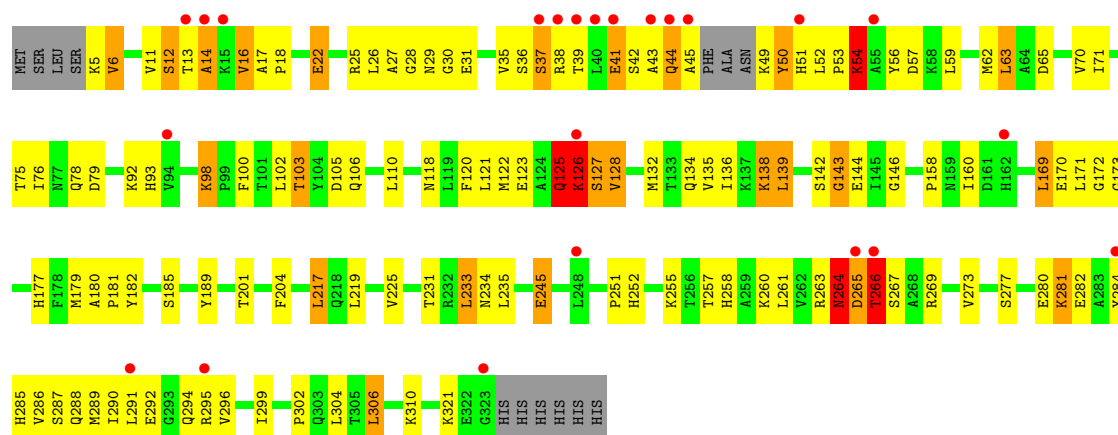 MET SER LEU SER K5 V6 V11 S12 T13 A14 K15 V16 A17 P18 E22 R25 L26 A27 G28 N29 G30 E31 V35 S36 S37 R38 T39 L40 E41 S42 A43 Q44 A45 PHE ALA ASN K49 Y50 H51 L52 P53 K54 A55 Y56 D57 K58 L59 M62 L63 A64 D65 V70 I71
T75 I76 N77 Q78 D79 K92 H93 V94 K98 P99 F100 T101 L102 T103 Y104 D105 Q106 L110 N118 L119 F120 L121 M122 E123 A124 Q125 K126 S127 V128 M132 T133 Q134 V135 I136 K137 K138 L139 S142 G143 E144 I145 G146 P158 N159 I160 D161 H162 L169 E170 L171 G172
H177 F178 M179 A180 P181 Y182 S185 Y189 T201 F204 L217 Q218 L219 V225 T231 R232 L233 N234 L235 E245 L248 P251 H252 K255 T256 T257 H258 A259 K260 L261 V262 R263 N264 D265 T266 S267 A268 R269 V273 S277 E280 K281 E282 A283 Y284
H285 V286 S287 Q288 M289 I290 L291 E292 G293 Q294 R295 V296 I299 P302 Q303 L304 T305 L306 K310 K321 E322 G323 HIS HIS HIS HIS HIS HIS